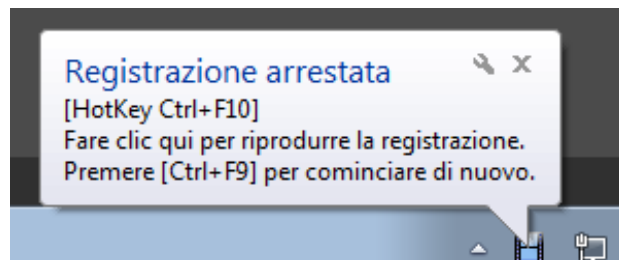 Registrazione arrestata
[HotKey Ctrl+F10]
Fare clic qui per riprodurre la registrazione.
Premere [Ctrl+F9] per cominciare di nuovo.